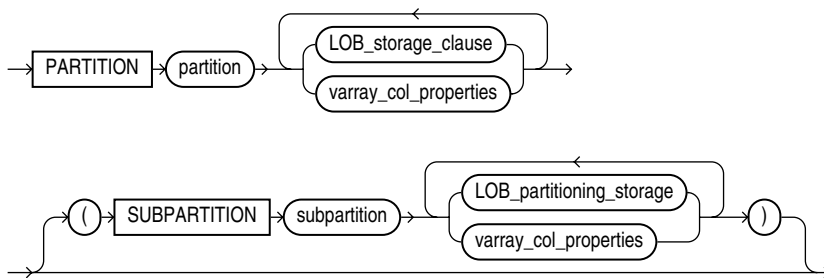 LOB_storage_clause
PARTITION partition
varray_col_properties
LOB_partitioning_storage
( SUBPARTITION subpartition )
varray_col_properties